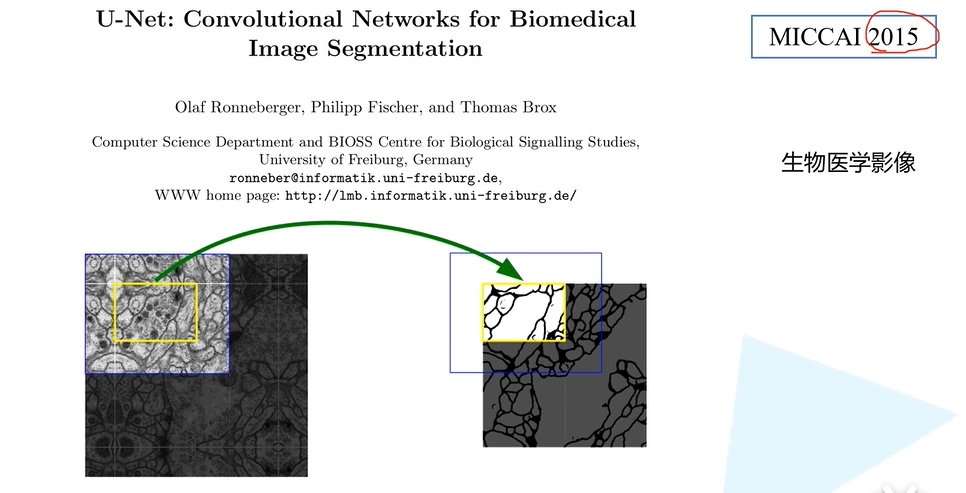 U-Net: Convolutional Networks for Biomedical
Image Segmentation
MICCAI 2015
Olaf Ronneberger, Philipp Fischer, and Thomas Brox
Computer Science Department and BIOSS Centre for Biological Signalling Studies,
University of Freiburg, Germany
ronneber@informatik.uni-freiburg.de,
WWW home page: http://lmb.informatik.uni-freiburg.de/
生物医学影像